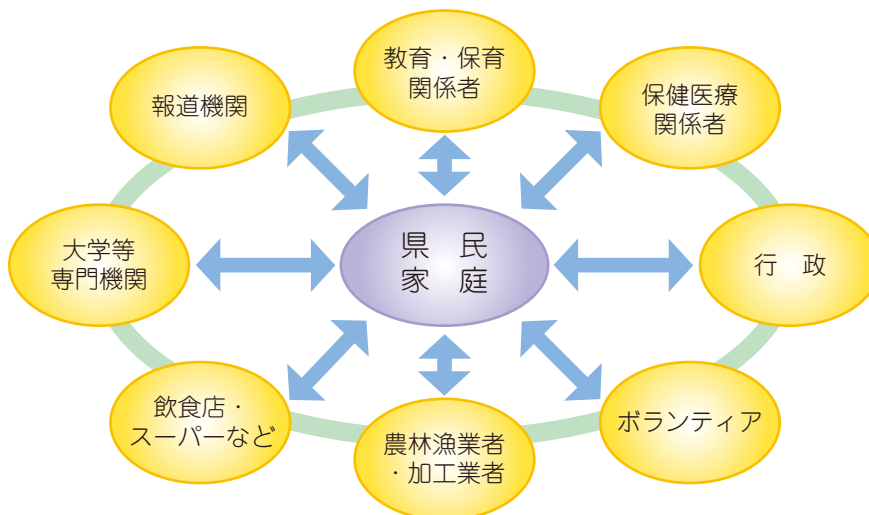 教育・保育
関係者
報道機関
保健医療
関係者
大学等
専門機関
県　民
家　庭
行　政
飲食店・
スーパーなど
農林漁業者
・加工業者
ボランティア